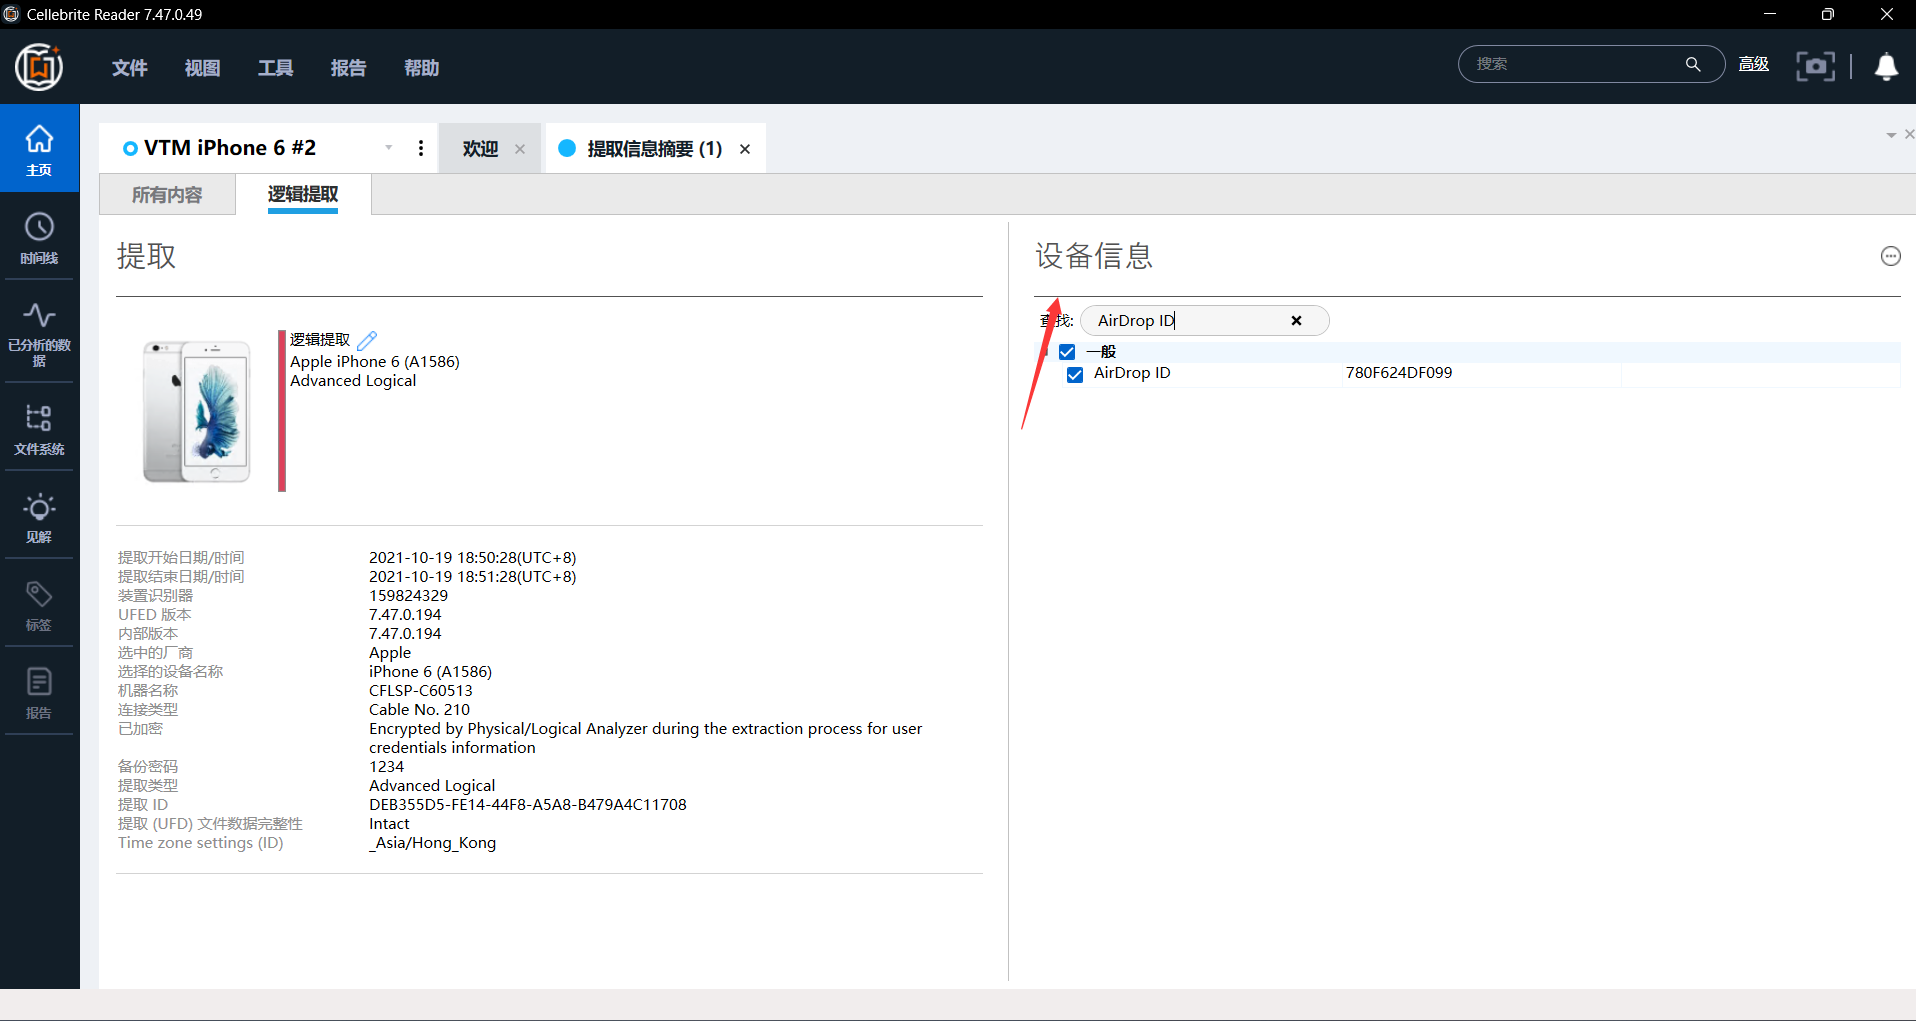 Cellebrite Reader 7.47.0.49
文件 视图 工具 报告 帮助
搜索 高级
主页
时间线
已分析的数
据
文件系统
见解
标签
报告
VTM iPhone 6 #2 欢迎 提取信息摘要 (1)
所有内容 逻辑提取
提取
逻辑提取
Apple iPhone 6 (A1586)
Advanced Logical
提取开始日期/时间 2021-10-19 18:50:28(UTC+8)
提取结束日期/时间 2021-10-19 18:51:28(UTC+8)
装置识别器 159824329
UFED 版本 7.47.0.194
内部版本 7.47.0.194
选中的厂商 Apple
选择的设备名称 iPhone 6 (A1586)
机器名称 CFLSP-C60513
连接类型 Cable No. 210
已加密 Encrypted by Physical/Logical Analyzer during the extraction process for user
credentials information
备份密码 1234
提取类型 Advanced Logical
提取 ID DEB355D5-FE14-44F8-A5A8-B479A4C11708
提取 (UFD) 文件数据完整性 Intact
Time zone settings (ID) _Asia/Hong_Kong
设备信息
查找: AirDrop ID
一般
AirDrop ID 780F624DF099